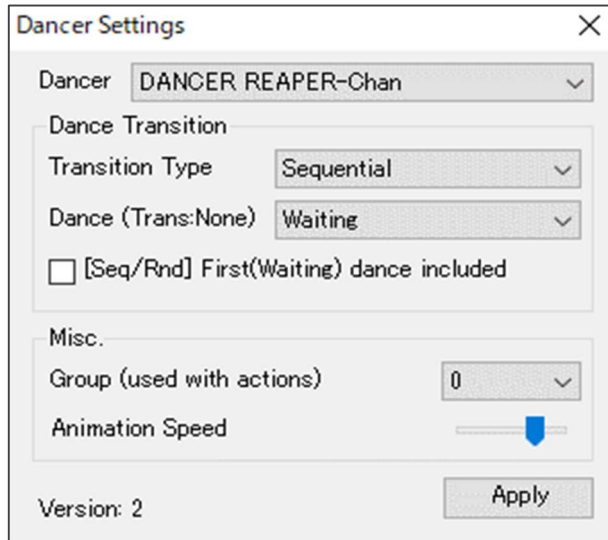 Dancer Settings
Dancer DANCER REAPER-Chan
Dance Transition
Transition Type Sequential
Dance (Trans:None) Waiting
[Seq/Rnd] First(Waiting) dance included
Misc.
Group (used with actions) 0
Animation Speed
Version: 2 Apply